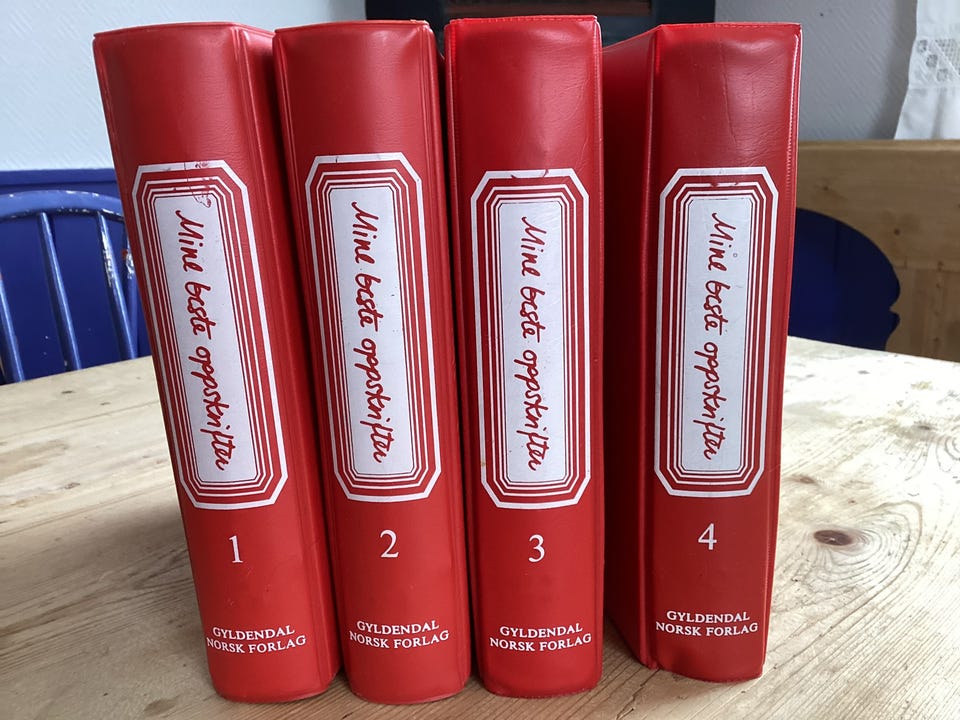 Mine beste oppskrifter
1
GYLDENDAL
NORSK FORLAG
Mine beste oppskrifter
2
GYLDENDAL
NORSK FORLAG
Mine beste oppskrifter
3
GYLDENDAL
NORSK FORLAG
Mine beste oppskrifter
4
GYLDENDAL
NORSK FORLAG